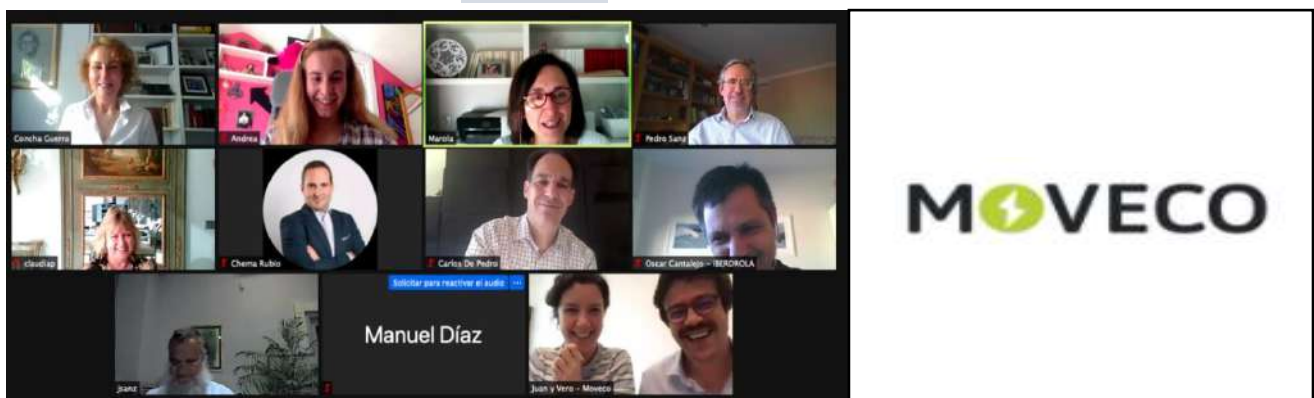 Concha Guerra
Andrea
Marola
Pedro Sanz
claudiap
Chema Rubio
Carlos De Pedro
Oscar Cantalejo - IBERDROLA
Solicitar para reactivar el audio
jsanz
Manuel Díaz
Juan y Vero - Moveco
MOVECO